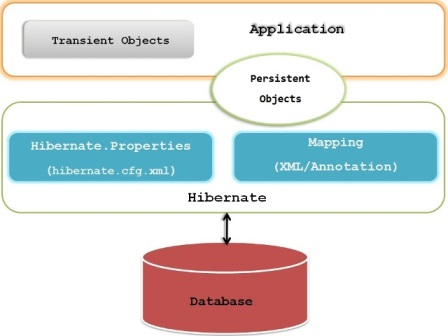 Application
Transient Objects
Persistent
Objects
Hibernate.Properties
(hibernate.cfg.xml)
Mapping
(XML/Annotation)
Hibernate
Database